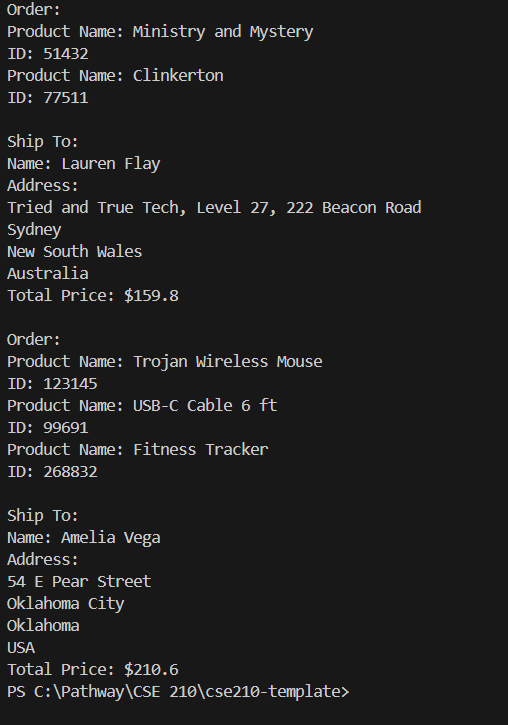 Order:
Product Name: Ministry and Mystery
ID: 51432
Product Name: Clinkerton
ID: 77511
Ship To:
Name: Lauren Flay
Address:
Tried and True Tech, Level 27, 222 Beacon Road
Sydney
New South Wales
Australia
Total Price: $159.8
Order:
Product Name: Trojan Wireless Mouse
ID: 123145
Product Name: USB-C Cable 6 ft
ID: 99691
Product Name: Fitness Tracker
ID: 268832
Ship To:
Name: Amelia Vega
Address:
54 E Pear Street
Oklahoma City
Oklahoma
USA
Total Price: $210.6
PS C:\Pathway\CSE 210\cse210-template>